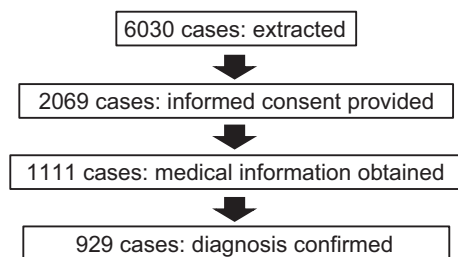 6030 cases: extracted
2069 cases: informed consent provided
1111 cases: medical information obtained
929 cases: diagnosis confirmed